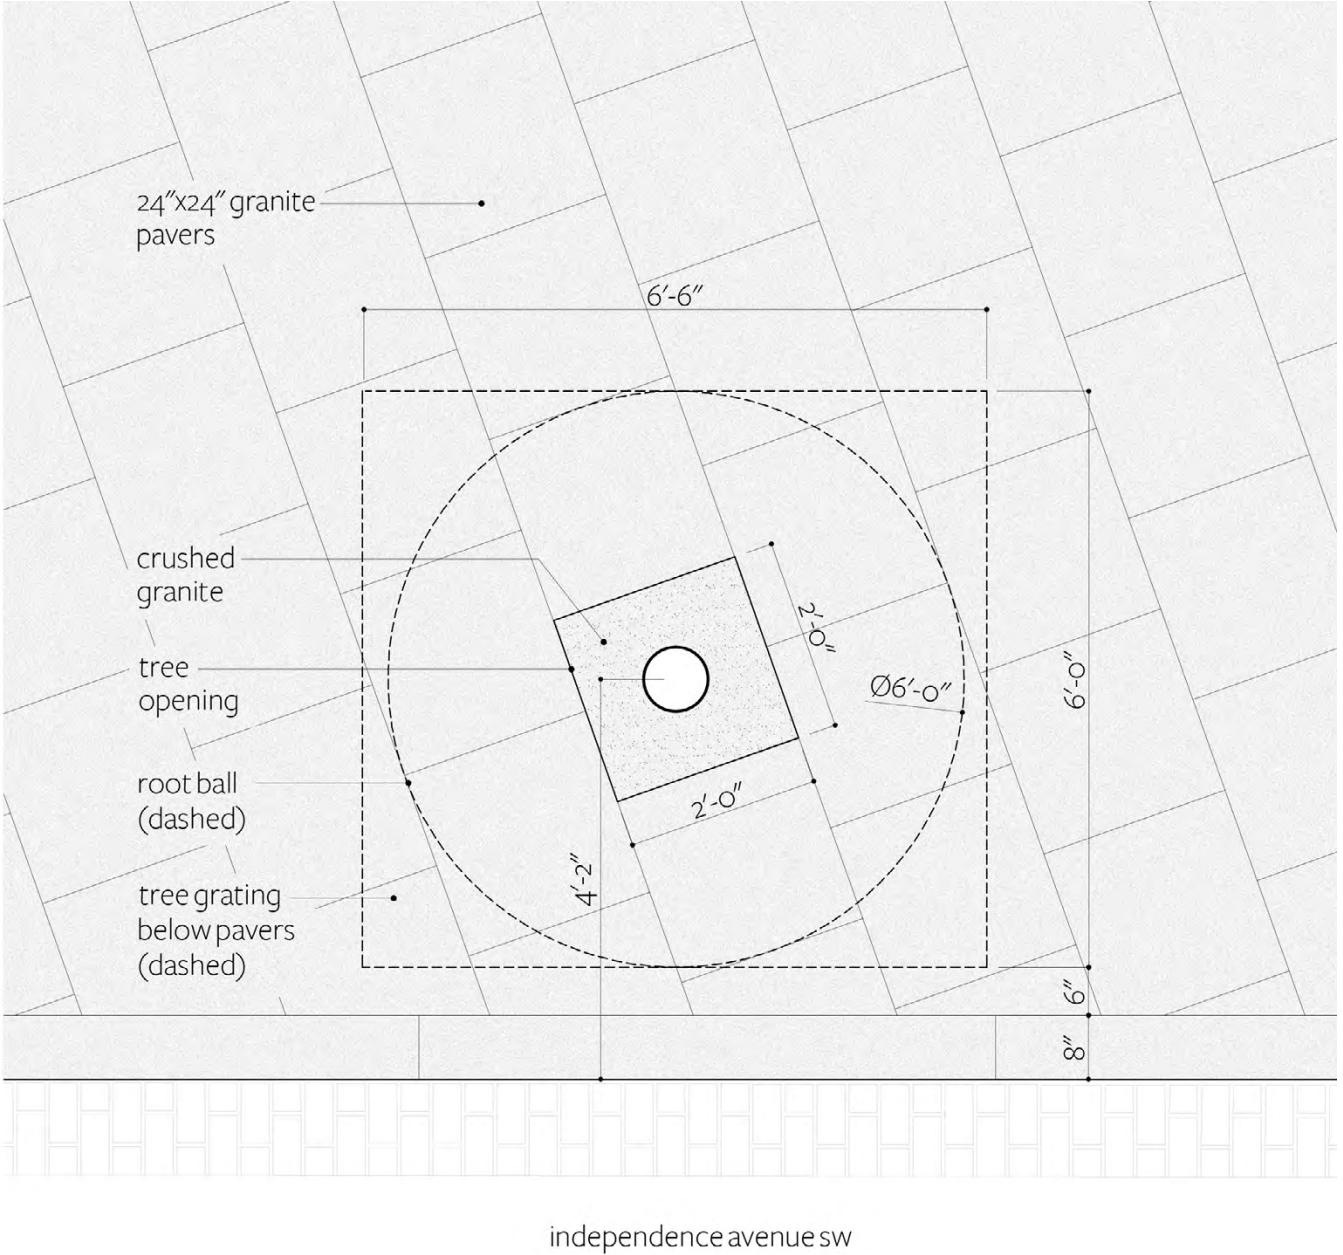 24"x24" granite
pavers
6'-6"
crushed
granite
2'-0"
tree
opening
Ø6'-0"
6'-0"
root ball
(dashed)
2'-0"
4'-2"
tree grating
below pavers
(dashed)
6"
8"
independence avenue sw